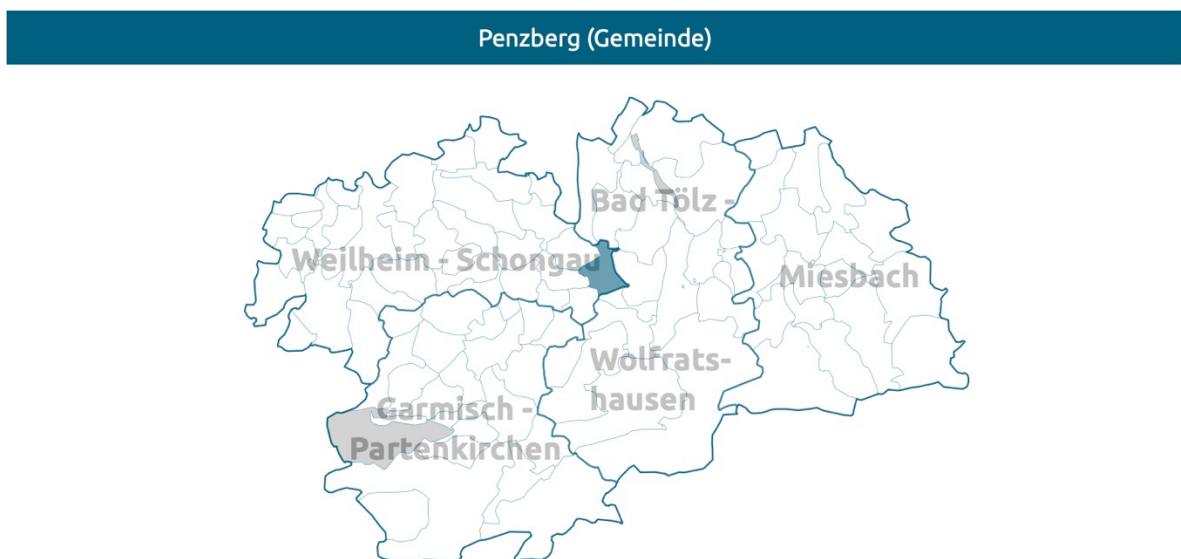 Penzberg (Gemeinde)
Bad Tölz -
Weilheim - Schongau
Miesbach
Wolfrats-
hausen
Garmisch -
Partenkirchen